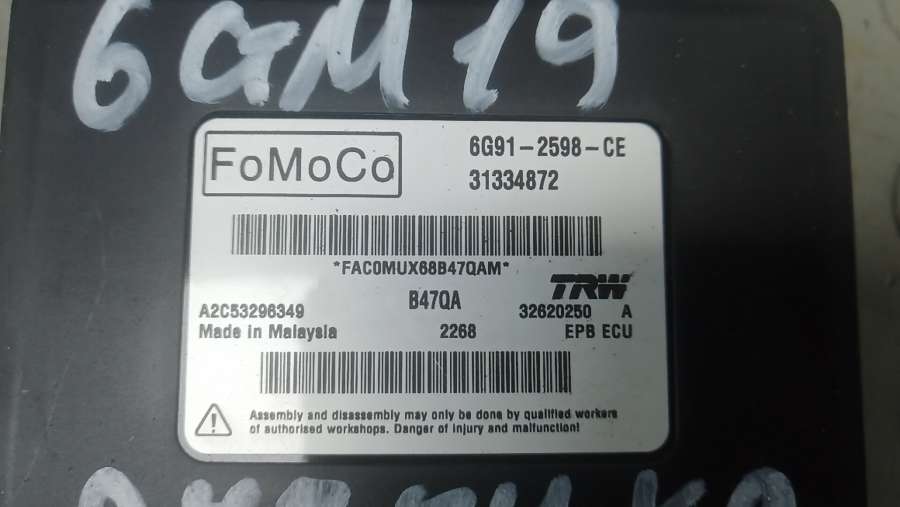 6GM19
FoMoCo
6G91-2598-CE
31334872
*FAC0MUX68B47QAM*
TRW
A2C53296349
B47QA
32620250 A
Made in Malaysia
2268
EPB ECU
Assembly and disassembly may only be done by qualified workers
of authorised workshops. Danger of injury and malfunction!